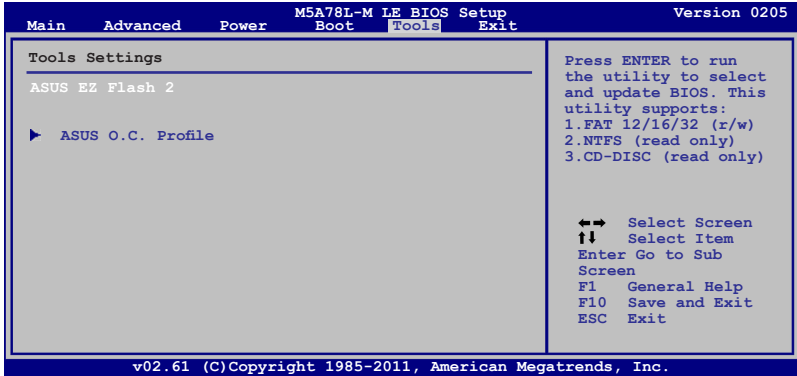 M5A78L-M LE BIOS Setup Version 0205
Main Advanced Power Boot Tools Exit
Tools Settings
ASUS EZ Flash 2
ASUS O.C. Profile
Press ENTER to run
the utility to select
and update BIOS. This
utility supports:
1.FAT 12/16/32 (r/w)
2.NTFS (read only)
3.CD-DISC (read only)
←→ Select Screen
↑↓ Select Item
Enter Go to Sub
Screen
F1 General Help
F10 Save and Exit
ESC Exit
v02.61 (C)Copyright 1985-2011, American Megatrends, Inc.